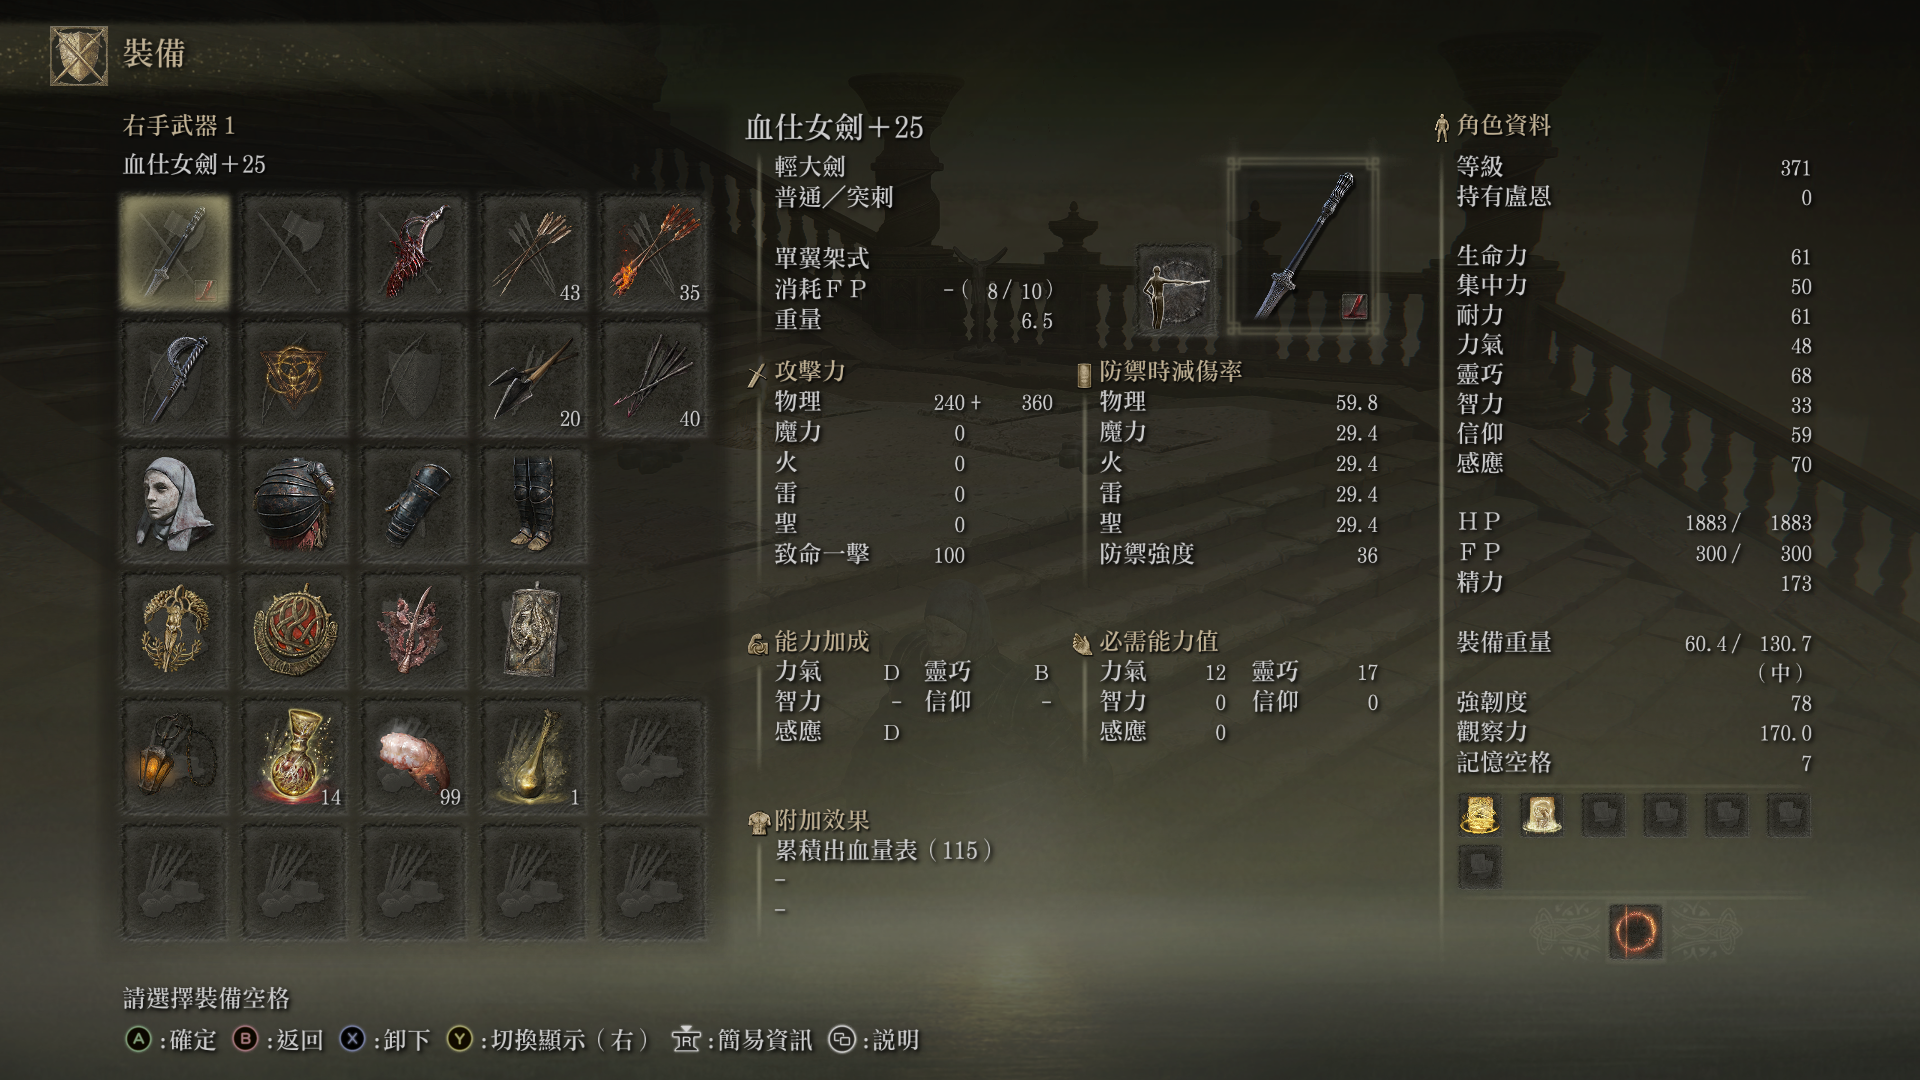 裝備
右手武器1
血仕女劍＋25
43
35
20
40
14
99
1
請選擇裝備空格
血仕女劍＋25
輕大劍
普通／突刺
單翼架式
消耗ＦＰ －( 8/ 10)
重量 6.5
攻擊力
物理 240+ 360
魔力 0
火 0
雷 0
聖 0
致命一擊 100
防禦時減傷率
物理 59.8
魔力 29.4
火 29.4
雷 29.4
聖 29.4
防禦強度 36
能力加成
力氣 D 靈巧 B
智力 － 信仰 －
感應 D
必需能力值
力氣 12 靈巧 17
智力 0 信仰 0
感應 0
附加效果
累積出血量表（115）
－
－
角色資料
等級 371
持有盧恩 0
生命力 61
集中力 50
耐力 61
力氣 48
靈巧 68
智力 33
信仰 59
感應 70
ＨＰ 1883/ 1883
ＦＰ 300/ 300
精力 173
裝備重量 60.4/ 130.7
（中）
強韌度 78
觀察力 170.0
記憶空格 7
A:確定 B:返回 X:卸下 Y:切換顯示（右） R:簡易資訊 :説明